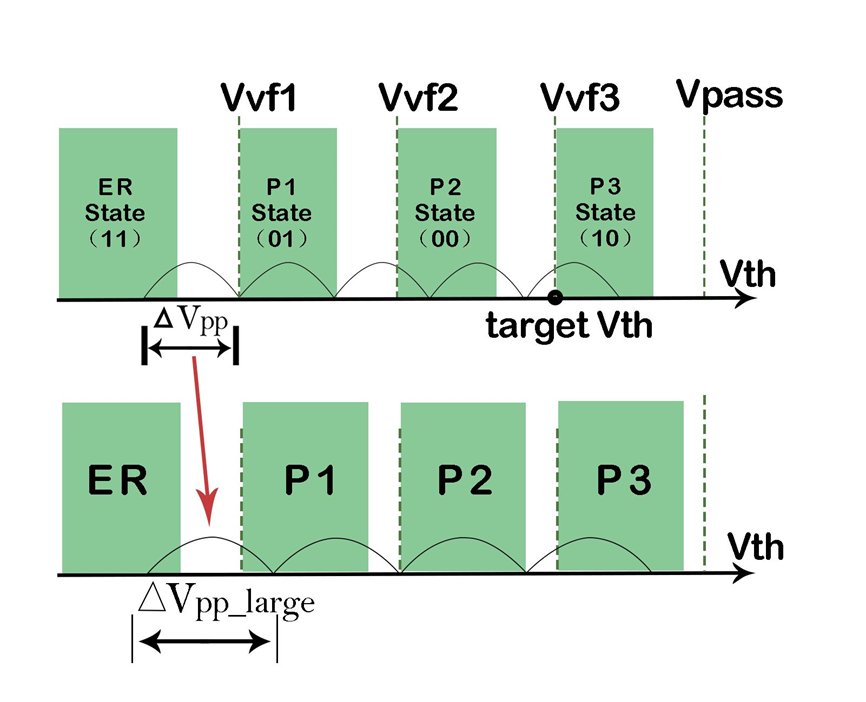 Vvf1 Vvf2 Vvf3 Vpass
ER State (11)
P1 State (01)
P2 State (00)
P3 State (10)
Vth
ΔVpp
target Vth
ER P1 P2 P3
Vth
△Vpp_large